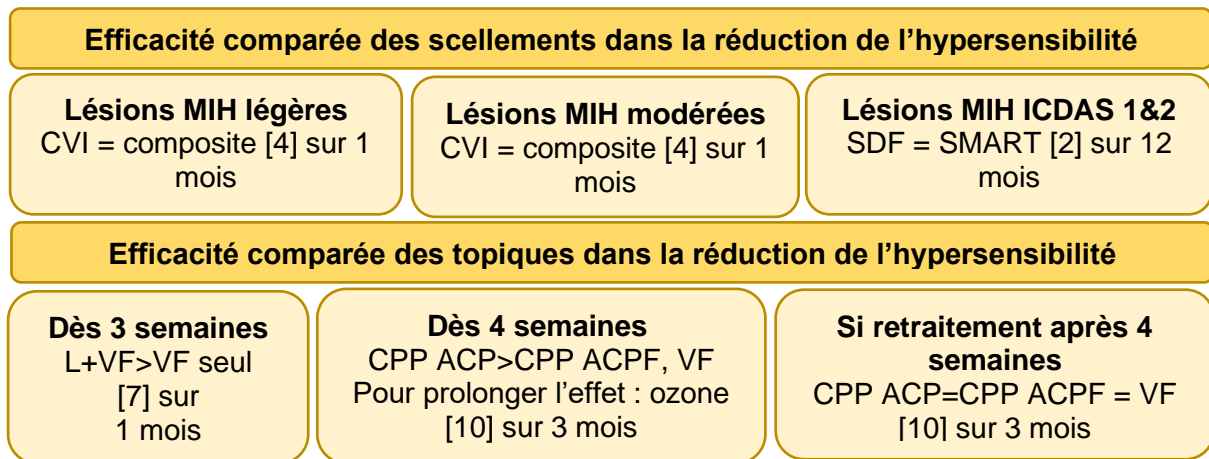 Efficacité comparée des scellements dans la réduction de l’hypersensibilité
Lésions MIH légères
CVI = composite [4] sur 1
mois
Lésions MIH modérées
CVI = composite [4] sur 1
mois
Lésions MIH ICDAS 1&2
SDF = SMART [2] sur 12
mois
Efficacité comparée des topiques dans la réduction de l’hypersensibilité
Dès 3 semaines
L+VF>VF seul
[7] sur
1 mois
Dès 4 semaines
CPP ACP>CPP ACPF, VF
Pour prolonger l’effet : ozone
[10] sur 3 mois
Si retraitement après 4
semaines
CPP ACP=CPP ACPF = VF
[10] sur 3 mois